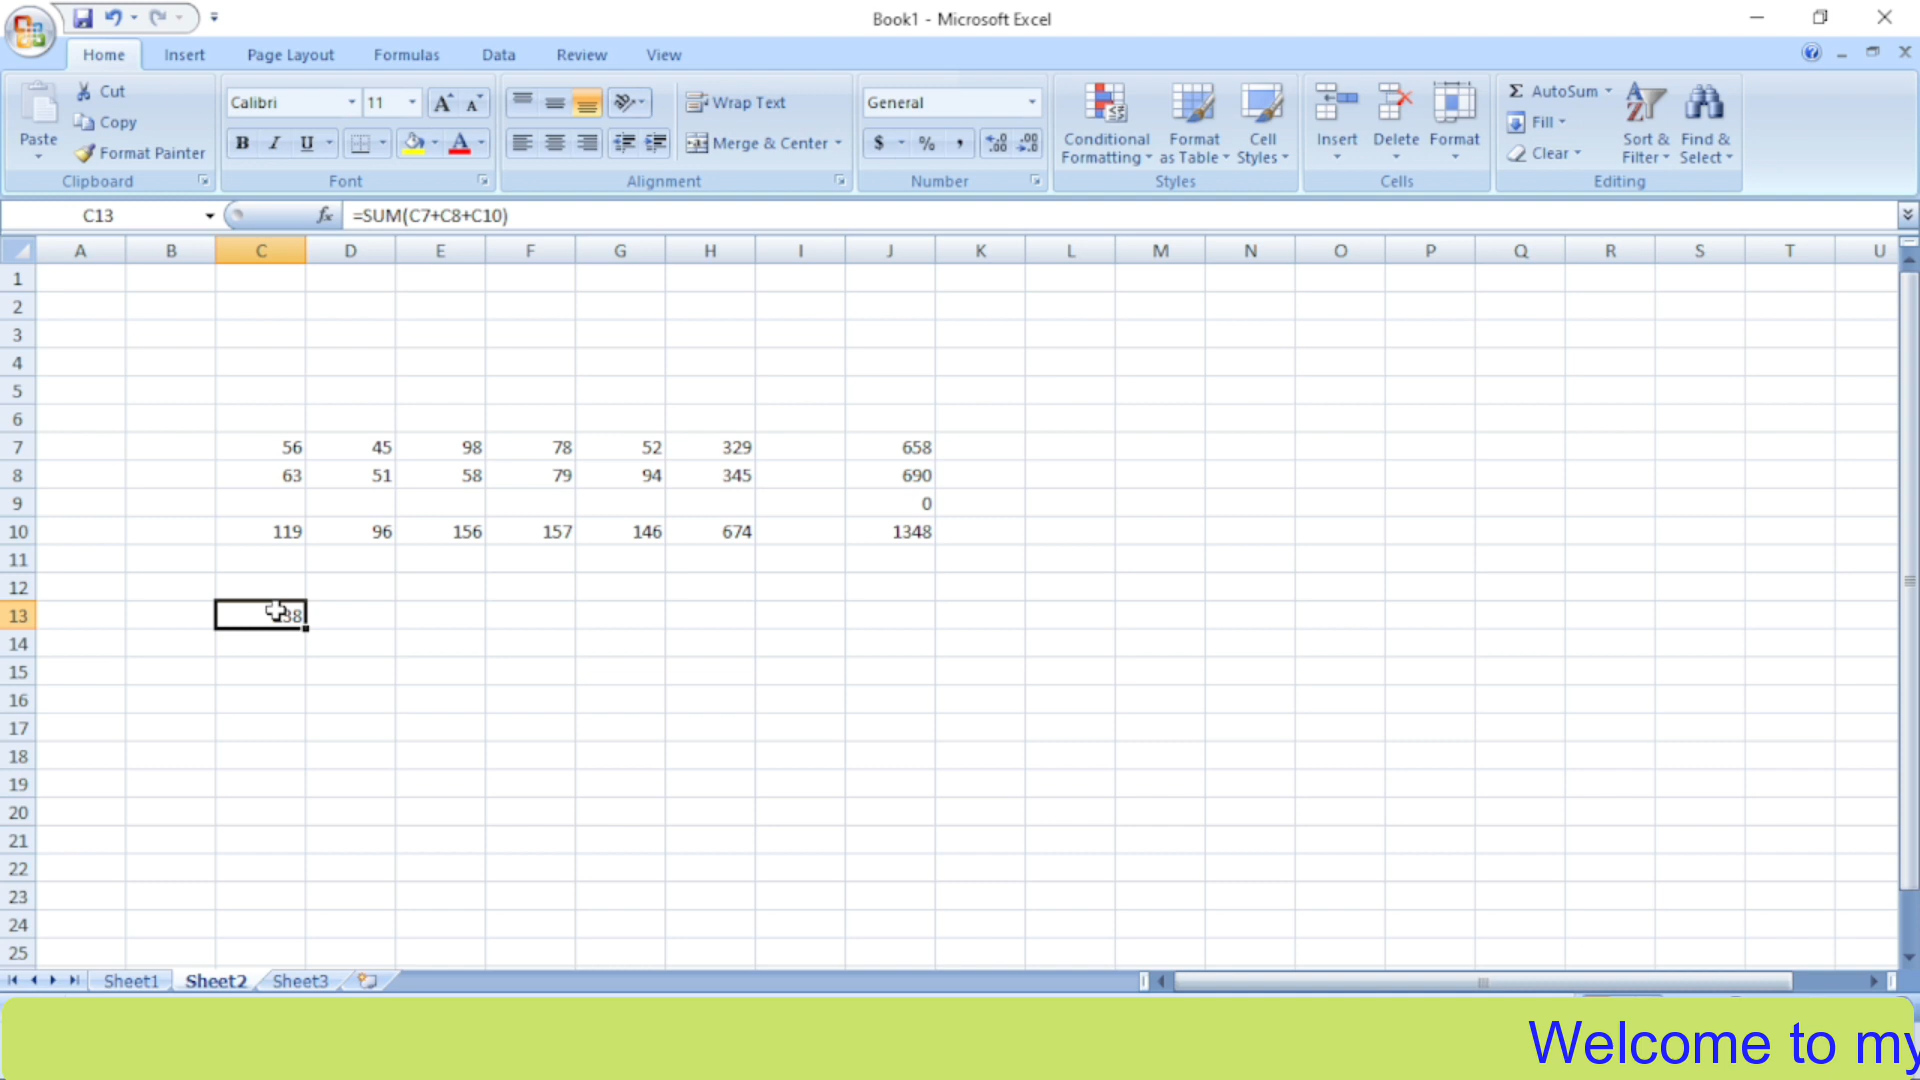 Book1 - Microsoft Excel
Home Insert Page Layout Formulas Data Review View
Paste
Cut
Copy
Format Painter
Clipboard
Calibri 11
B I U
Font
Wrap Text
Merge & Center
Alignment
General
$ % ,
Number
Conditional Formatting
Format as Table
Cell Styles
Styles
Insert Delete Format
Cells
Σ AutoSum
Fill
Clear
Sort & Filter
Find & Select
Editing
C13 fx =SUM(C7+C8+C10)
A B C D E F G H I J K L M N O P Q R S T U
1
2
3
4
5
6
7 56 45 98 78 52 329 658
8 63 51 58 79 94 345 690
9 0
10 119 96 156 157 146 674 1348
11
12
13
14
15
16
17
18
19
20
21
22
23
24
25
Sheet1 Sheet2 Sheet3
Welcome to my